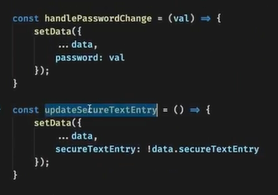 const handlePasswordChange = (val) => {
setData({
...data,
password: val
});
}
const updateSecureTextEntry = () => {
setData({
...data,
secureTextEntry: !data.secureTextEntry
});
}